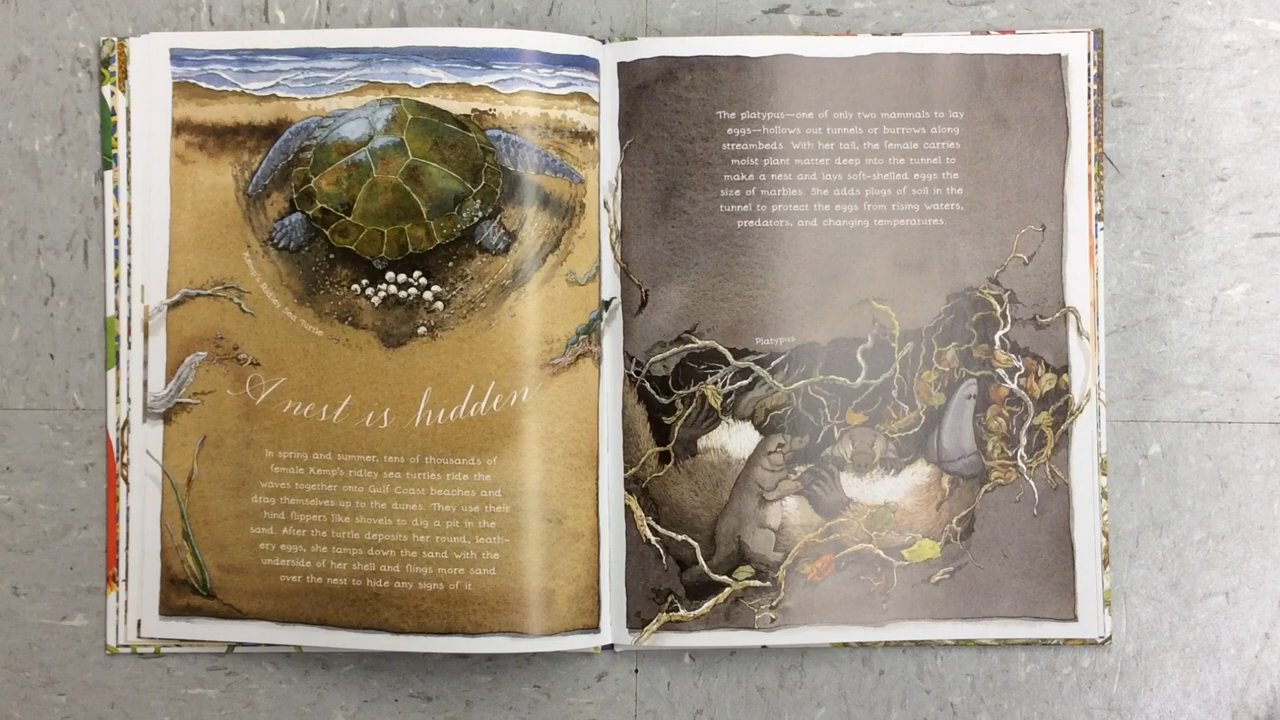 Kemp's Ridley Sea Turtle
A nest is hidden
In spring and summer, tens of thousands of
female Kemp's ridley sea turtles ride the
waves together onto Gulf Coast beaches and
drag themselves up to the dunes. They use their
hind flippers like shovels to dig a pit in the
sand. After the turtle deposits her round, leath-
ery eggs, she tamps down the sand with the
underside of her shell and flings more sand
over the nest to hide any signs of it.
The platypus—one of only two mammals to lay
eggs—hollows out tunnels or burrows along
streambeds. With her tail, the female carries
moist plant matter deep into the tunnel to
make a nest and lays soft-shelled eggs the
size of marbles. She adds plugs of soil in the
tunnel to protect the eggs from rising waters,
predators, and changing temperatures.
Platypus